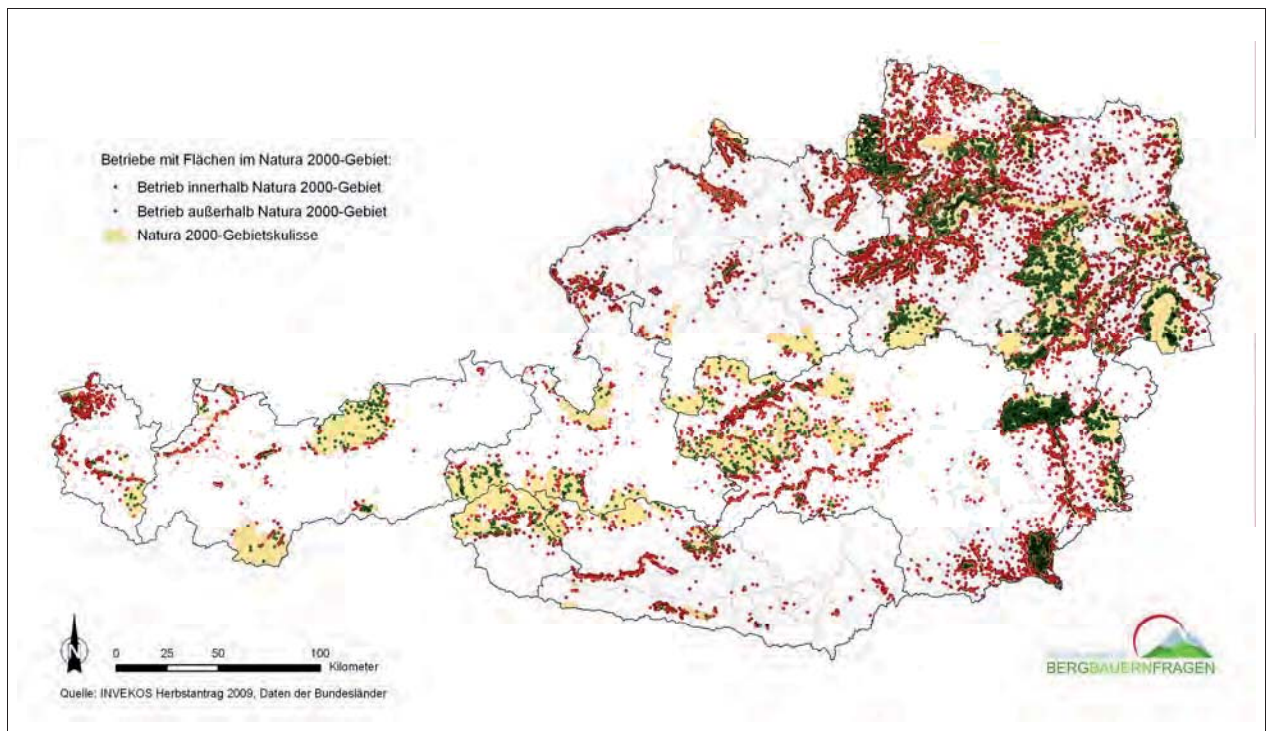 Betriebe mit Flächen im Natura 2000-Gebiet:
Betrieb innerhalb Natura 2000-Gebiet
Betrieb außerhalb Natura 2000-Gebiet
Natura 2000-Gebietskulisse
N
0 25 50 100
Kilometer
Quelle: INVEKOS Herbstantrag 2009, Daten der Bundesländer
BERGBAUERNFRAGEN